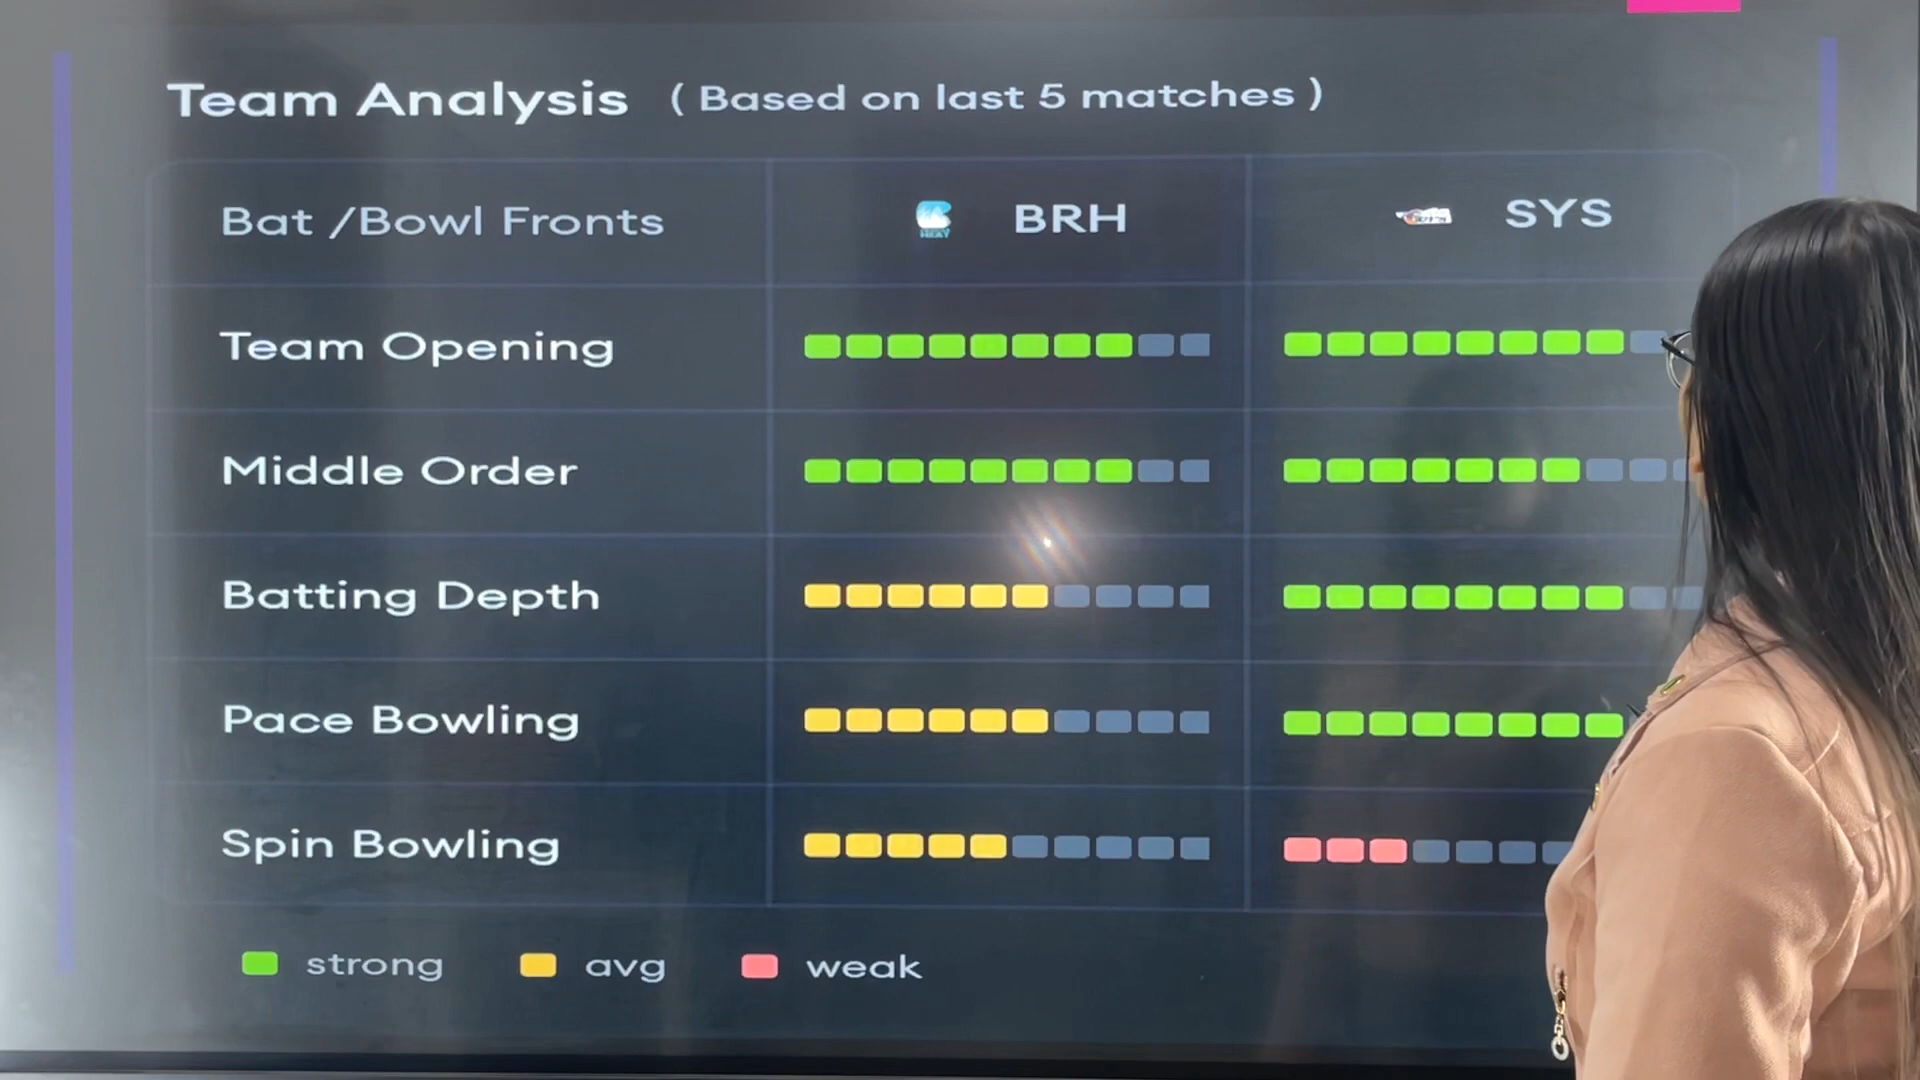 Team Analysis ( Based on last 5 matches )
Bat /Bowl Fronts BRH SYS
Team Opening
Middle Order
Batting Depth
Pace Bowling
Spin Bowling
strong avg weak